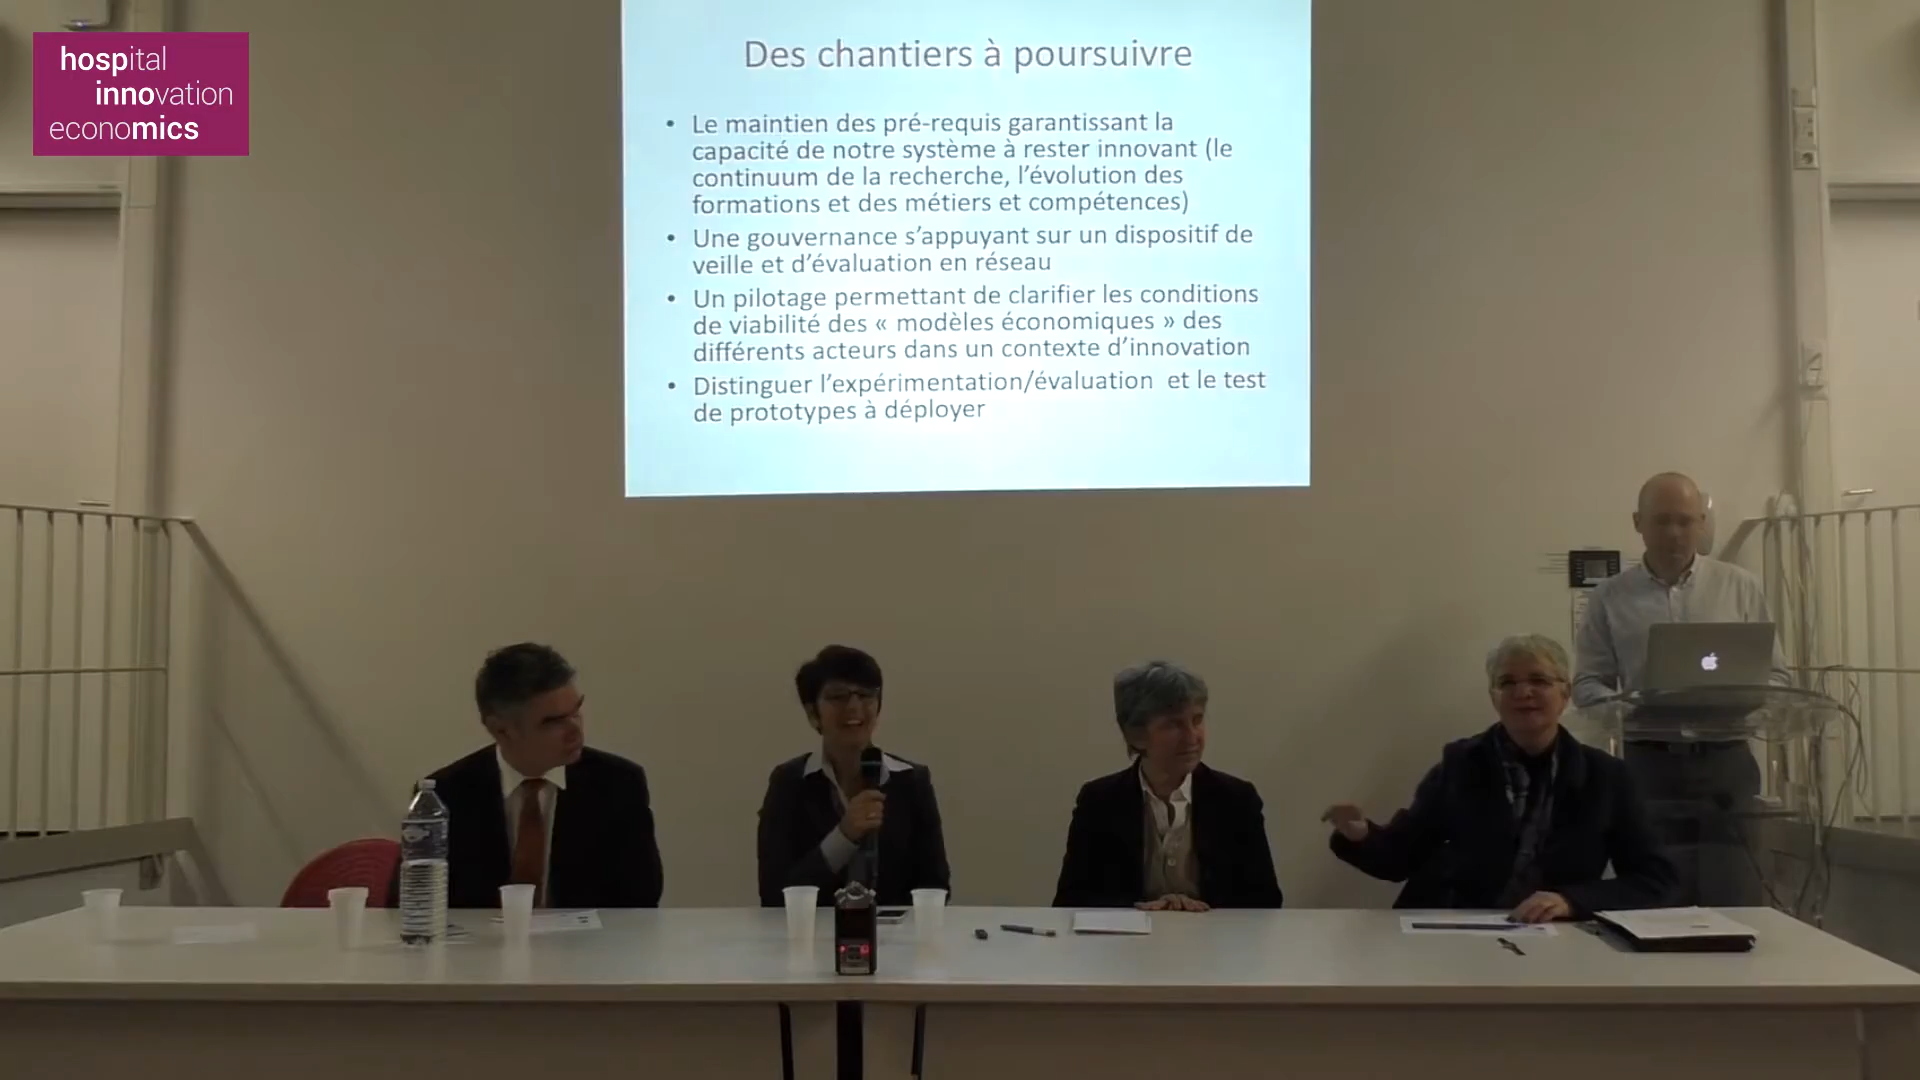 hospital
innovation
economics
Des chantiers à poursuivre
• Le maintien des pré-requis garantissant la
capacité de notre système à rester innovant (le
continuum de la recherche, l’évolution des
formations et des métiers et compétences)
• Une gouvernance s’appuyant sur un dispositif de
veille et d’évaluation en réseau
• Un pilotage permettant de clarifier les conditions
de viabilité des « modèles économiques » des
différents acteurs dans un contexte d’innovation
• Distinguer l’expérimentation/évaluation et le test
de prototypes à déployer